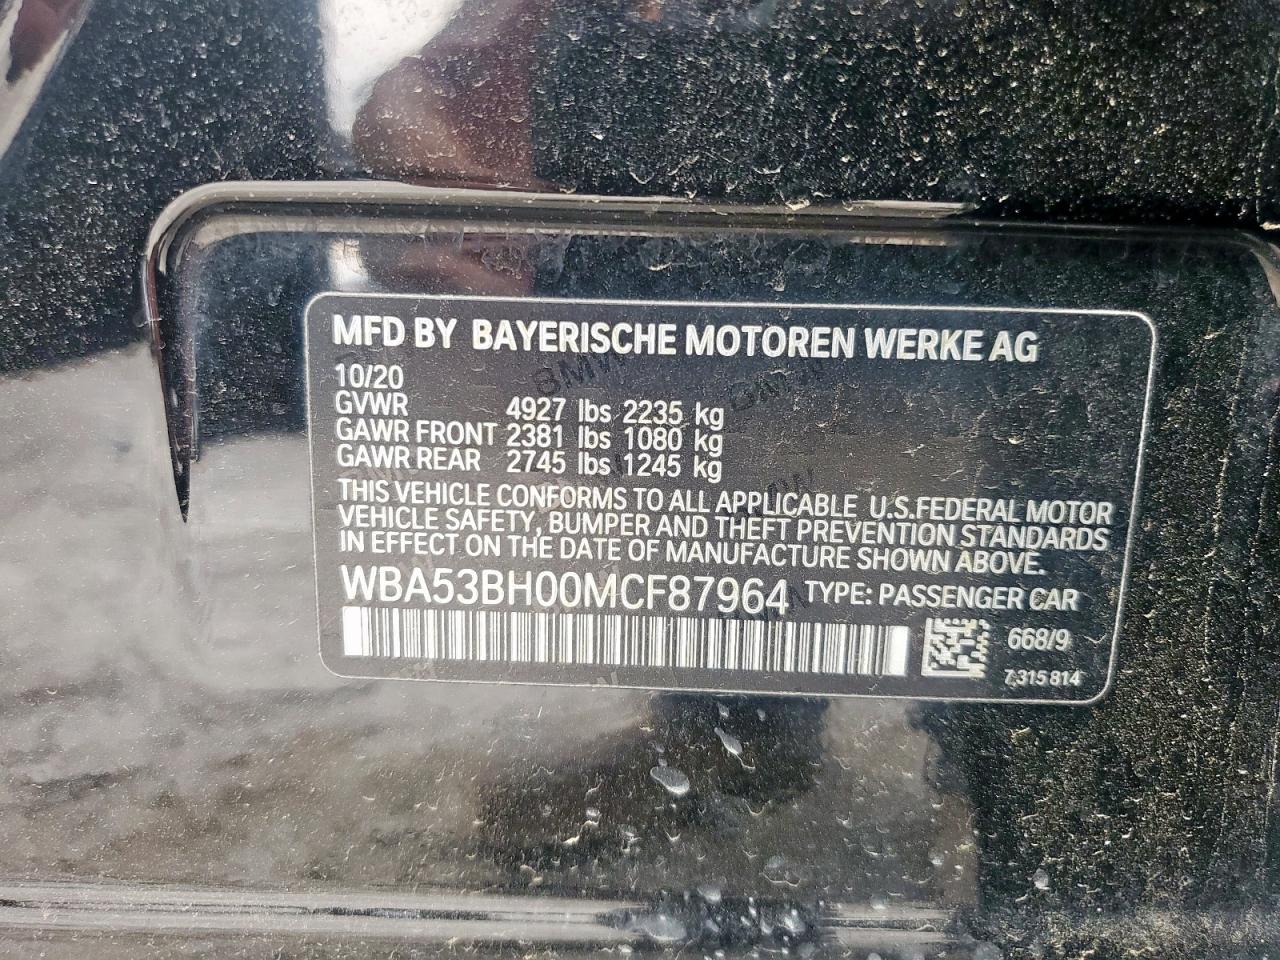 MFD BY BAYERISCHE MOTOREN WERKE AG
10/20
GVWR 4927 lbs 2235 kg
GAWR FRONT 2381 lbs 1080 kg
GAWR REAR 2745 lbs 1245 kg
THIS VEHICLE CONFORMS TO ALL APPLICABLE U.S.FEDERAL MOTOR
VEHICLE SAFETY, BUMPER AND THEFT PREVENTION STANDARDS
IN EFFECT ON THE DATE OF MANUFACTURE SHOWN ABOVE.
WBA53BH00MCF87964 TYPE: PASSENGER CAR
668/9
7.315 814